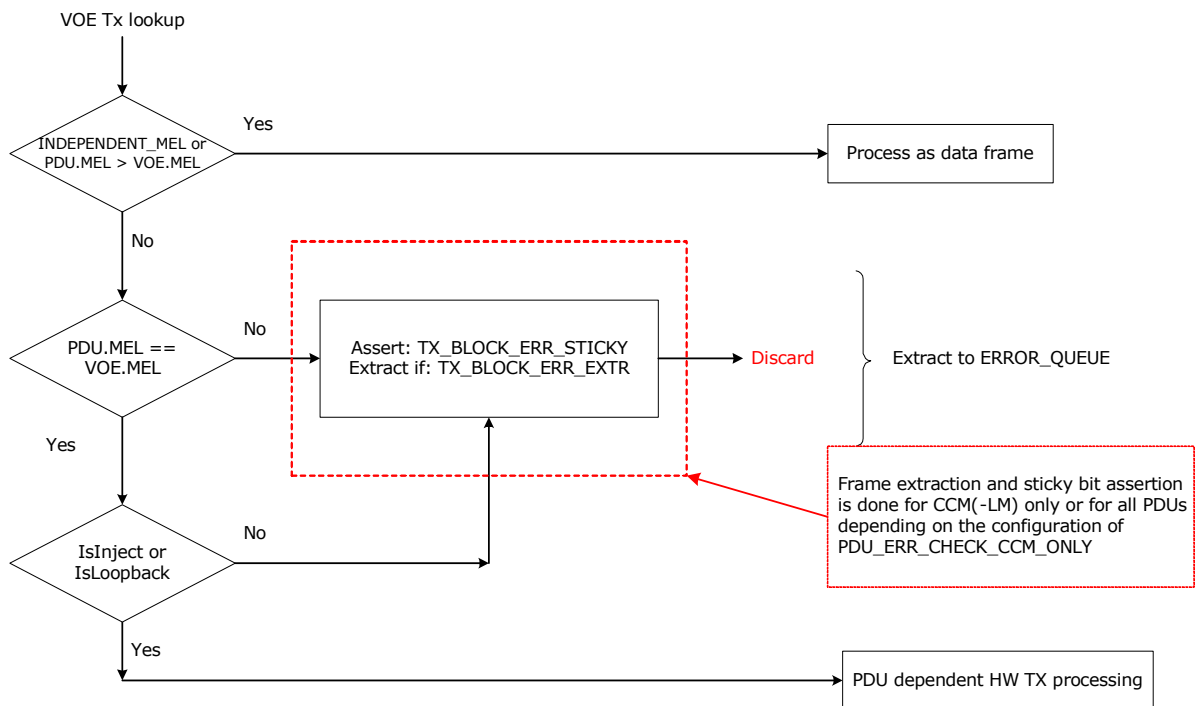 VOE Tx lookup
INDEPENDENT_MEL or
PDU.MEL > VOE.MEL
Yes
Process as data frame
No
PDU.MEL ==
VOE.MEL
No
Assert: TX_BLOCK_ERR_STICKY
Extract if: TX_BLOCK_ERR_EXTR
Discard
Extract to ERROR_QUEUE
Yes
Frame extraction and sticky bit assertion
is done for CCM(-LM) only or for all PDUs
depending on the configuration of
PDU_ERR_CHECK_CCM_ONLY
IsInject or
IsLoopback
No
Yes
PDU dependent HW TX processing